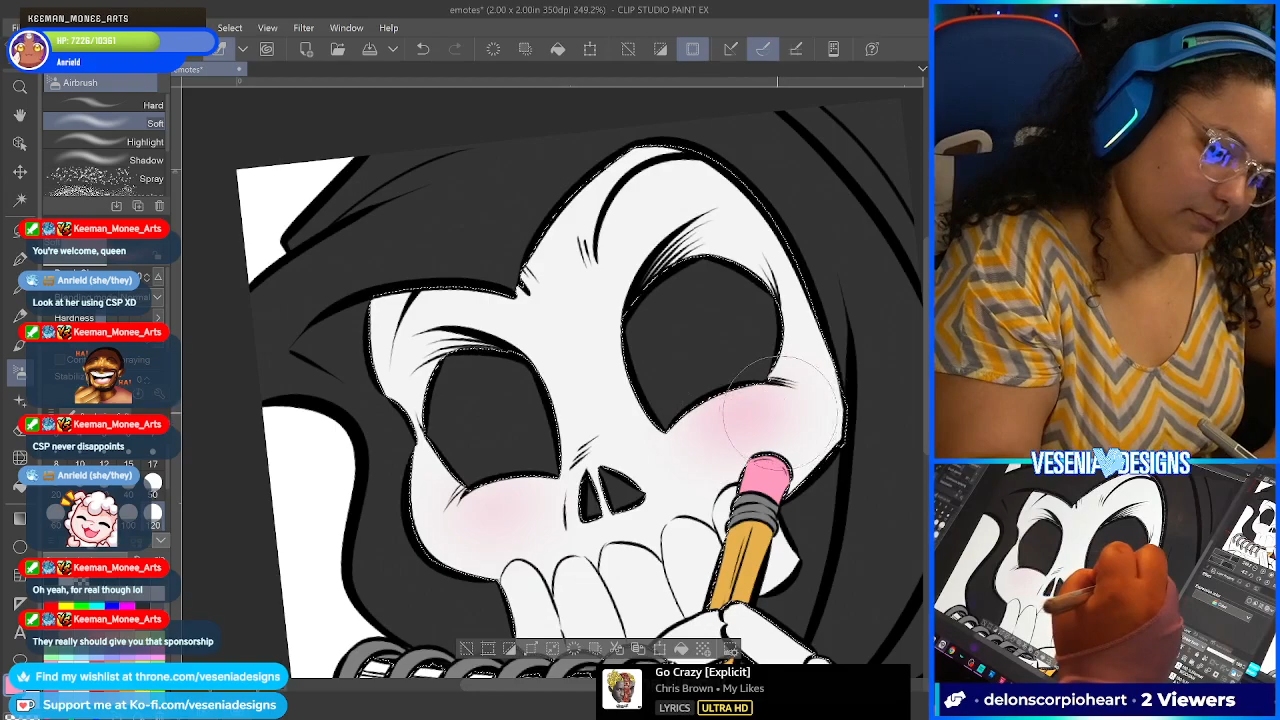 emotes* (2.00 x 2.00in 350dpi 249.2%) - CLIP STUDIO PAINT EX
KEEMAN_MONEE_ARTS
HP: 7226/10361
Anrield
Select View Filter Window Help
emotes*
Airbrush
Hard
Soft
Highlight
Shadow
Spray
Keeman_Monee_Arts
You're welcome, queen
Anrield (she/they)
Look at her using CSP XD
Hardness
Keeman_Monee_Arts
Keeman_Monee_Arts
CSP never disappoints
Anrield (she/they)
Keeman_Monee_Arts
Oh yeah, for real though lol
Keeman_Monee_Arts
They really should give you that sponsorship
Find my wishlist at throne.com/veseniadesigns
Support me at Ko-fi.com/veseniadesigns
Go Crazy [Explicit]
Chris Brown • My Likes
LYRICS ULTRA HD
VESENIA DESIGNS
delonscorpioheart • 2 Viewers